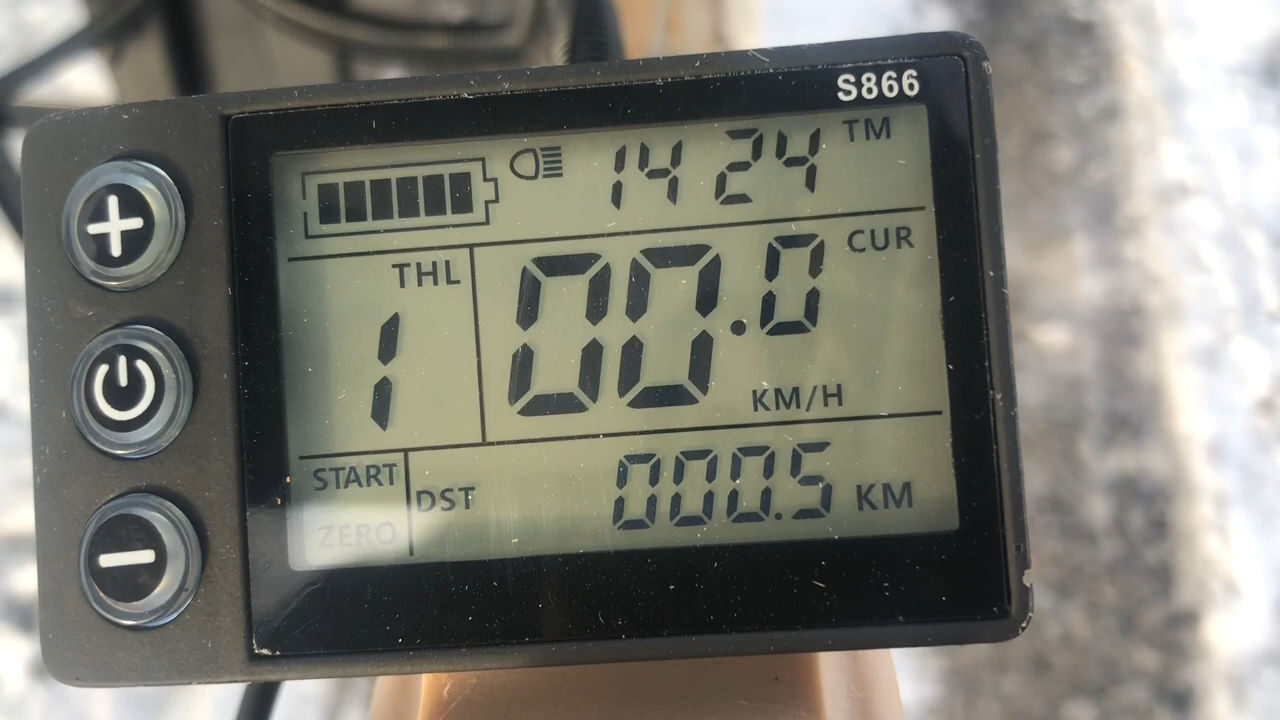 S866
14 24 TM
THL
CUR
1
00.0
KM/H
START
ZERO
DST 000.5 KM